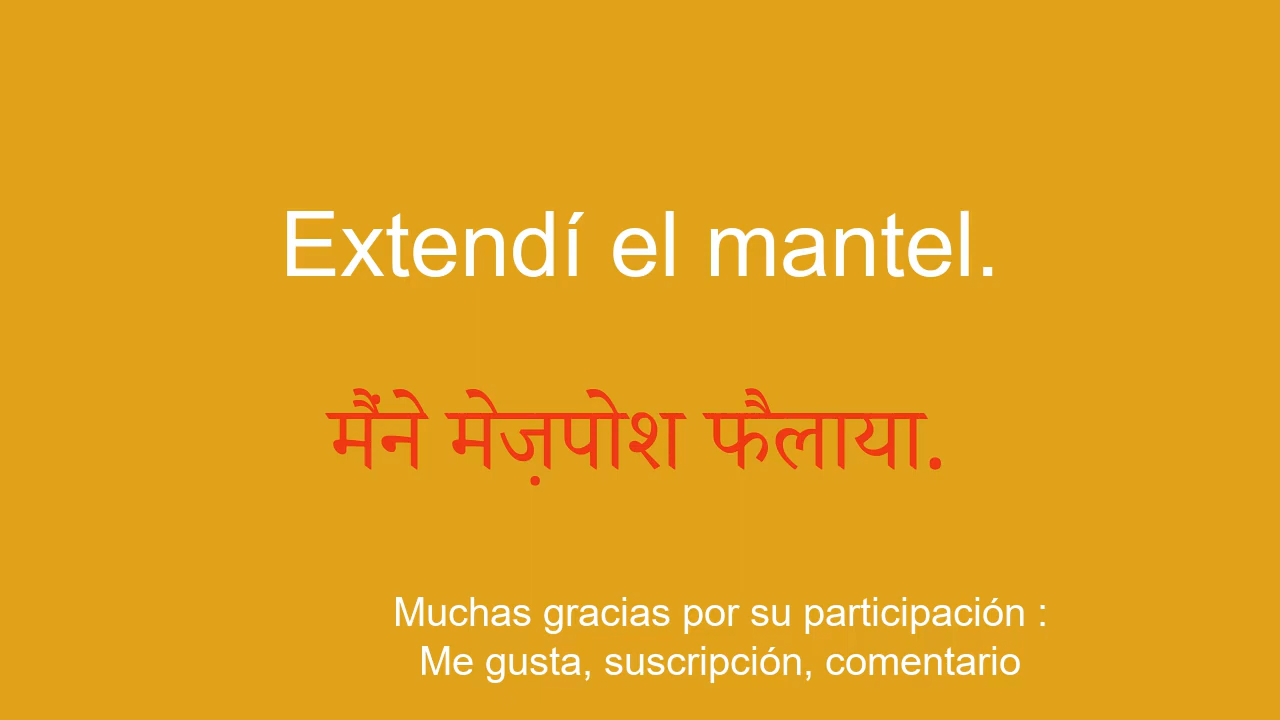 Extendí el mantel.
मैंने मेज़पोश फैलाया.
Muchas gracias por su participación :
Me gusta, suscripción, comentario